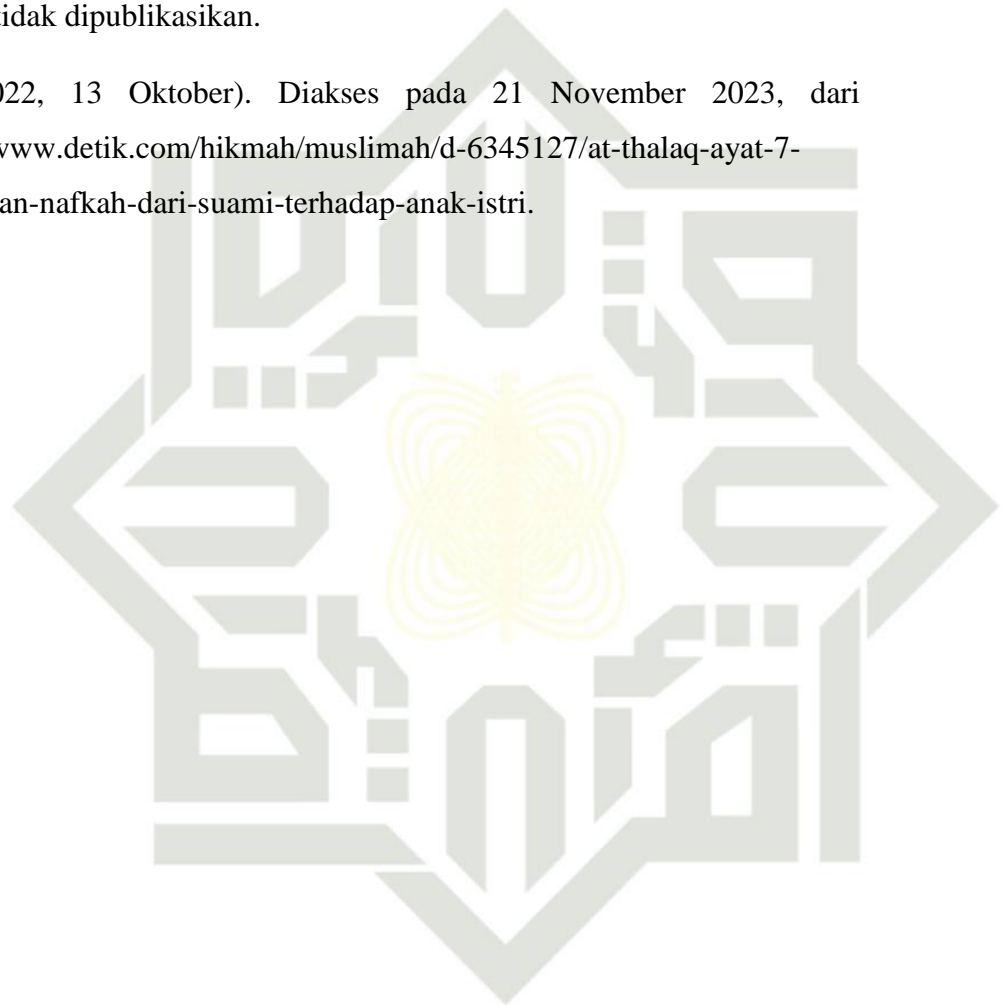 tidak dipublikasikan.
022, 13 Oktober). Diakses pada 21 November 2023, dari
www.detik.com/hikmah/muslimah/d-6345127/at-thalaq-ayat-7-
an-nafkah-dari-suami-terhadap-anak-istri.